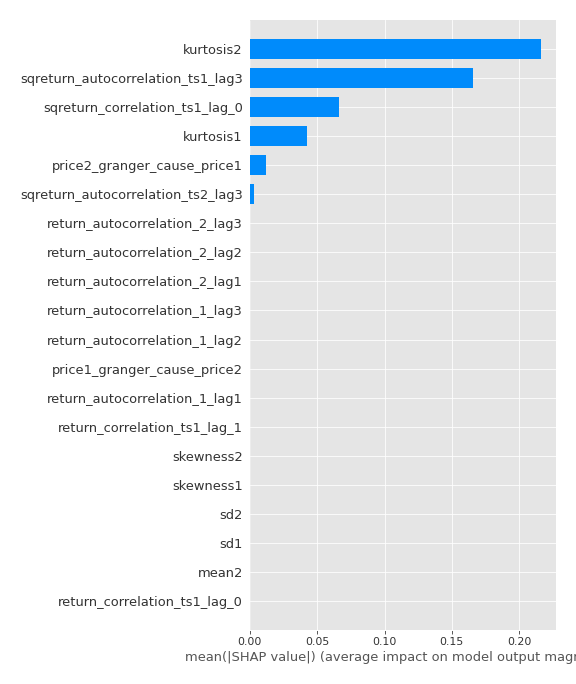 kurtosis2
sqreturn_autocorrelation_ts1_lag3
sqreturn_correlation_ts1_lag_0
kurtosis1
price2_granger_cause_price1
sqreturn_autocorrelation_ts2_lag3
return_autocorrelation_2_lag3
return_autocorrelation_2_lag2
return_autocorrelation_2_lag1
return_autocorrelation_1_lag3
return_autocorrelation_1_lag2
price1_granger_cause_price2
return_autocorrelation_1_lag1
return_correlation_ts1_lag_1
skewness2
skewness1
sd2
sd1
mean2
return_correlation_ts1_lag_0
0.00 0.05 0.10 0.15 0.20
mean(|SHAP value|) (average impact on model output magn